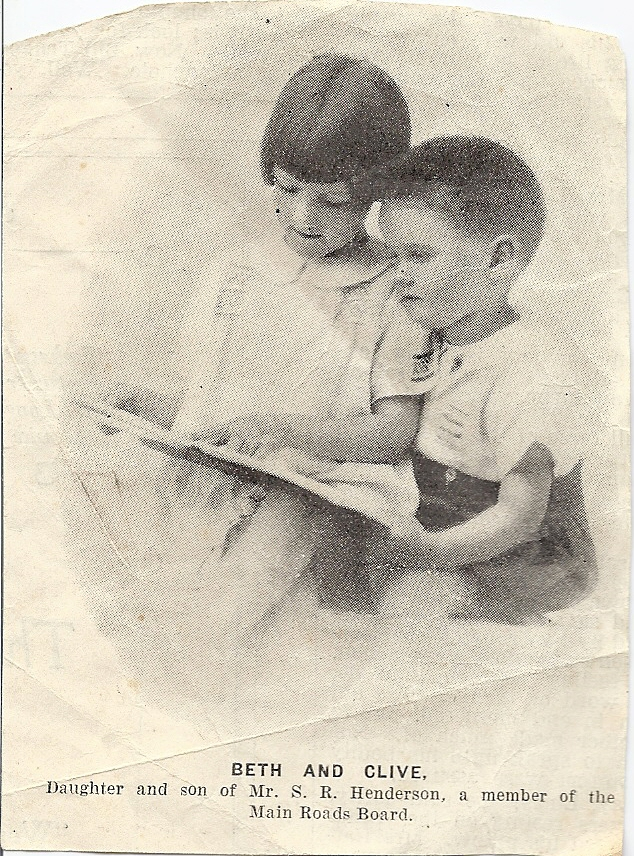 BETH AND CLIVE,
Daughter and son of Mr. S. R. Henderson, a member of the
Main Roads Board.